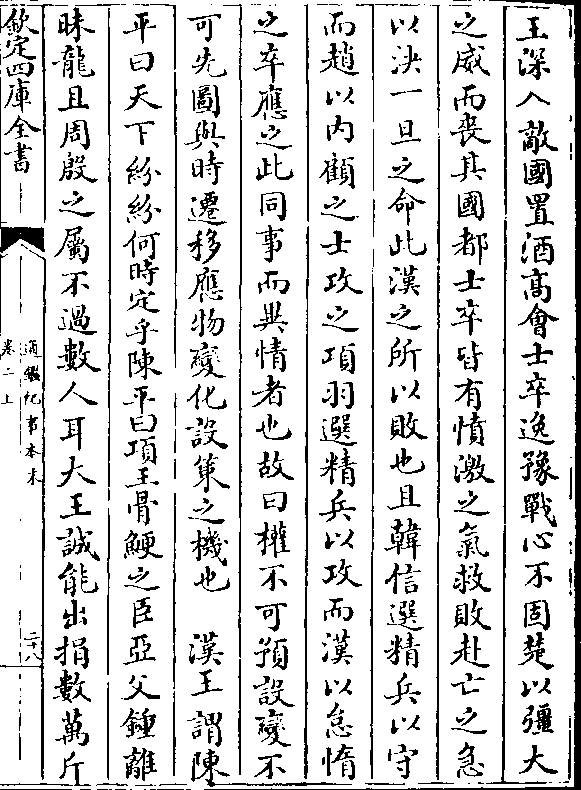 王深入敵國置酒髙㑹士卒逸豫戰心不固楚以彊大
之威而喪其國都士卒皆有憤激之氣救敗赴亡之急
以決一旦之命此漢之所以敗也且韓信選精兵以守
而趙以内顧之士攻之項羽選精兵以攻而漢以怠惰
之卒應之此同事而異情者也故曰權不可預設變不
可先圖與時遷移應物變化設策之機也　漢王謂陳
平曰天下紛紛何時定乎陳平曰項王骨鯁之臣亞父鍾離
昧龍且周殷之屬不過數人耳大王誠能出捐數萬斤
欽定四庫全書
通鑑紀事本末
卷二上
二十八